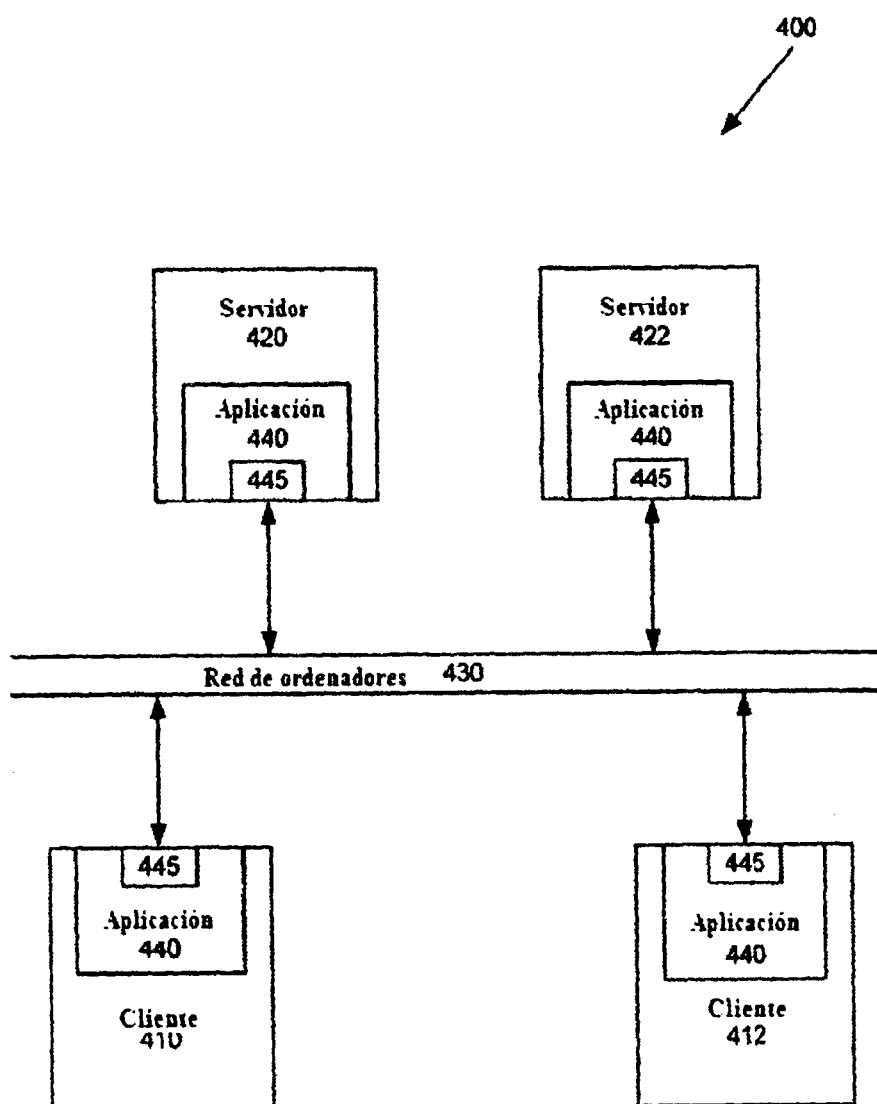 400
Servidor
420
Aplicación
440
445
Servidor
422
Aplicación
440
445
Red de ordenadores 430
445
Aplicación
440
Cliente
410
445
Aplicación
440
Cliente
412